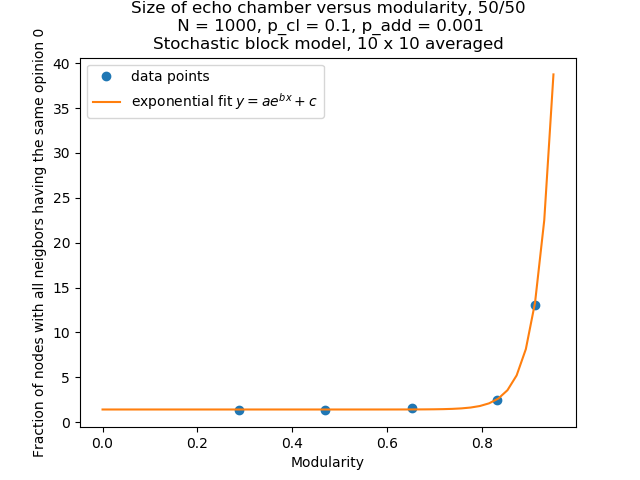 Size of echo chamber versus modularity, 50/50
N = 1000, p_cl = 0.1, p_add = 0.001
Stochastic block model, 10 x 10 averaged
Fraction of nodes with all neigbors having the same opinion 0
data points
exponential fit y = ae^{bx} + c
40
35
30
25
20
15
10
5
0
0.0 0.2 0.4 0.6 0.8
Modularity